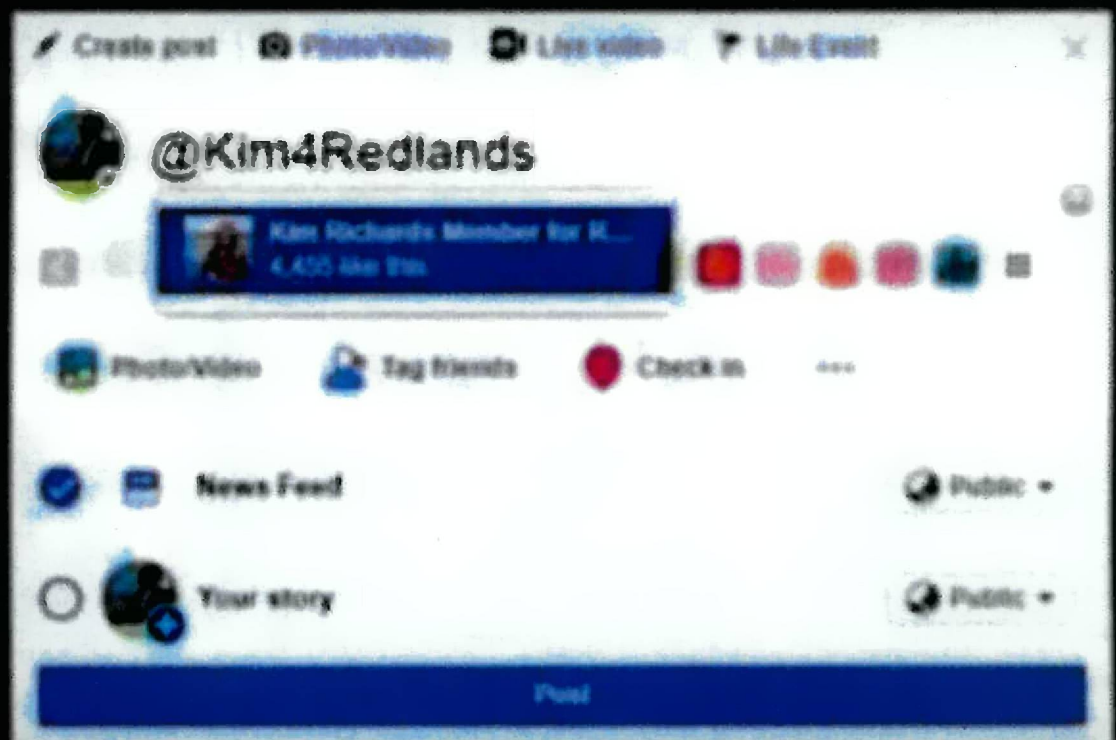 Create post Photo/Video Live video Life Event
@Kim4Redlands
Kim Richards Member for R...
4,455 like this
Photo/Video Tag friends Check in
News Feed Public
Your story Public
Post